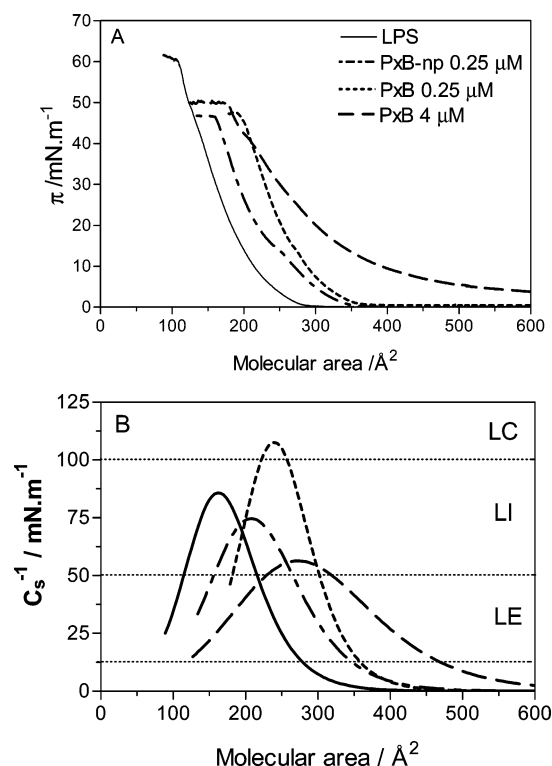 A
LPS
PxB-np 0.25 μM
PxB 0.25 μM
PxB 4 μM
70
60
50
40
30
20
10
0
π /mN.m-1
0 100 200 300 400 500 600
Molecular area /Å2
B
LC
LI
LE
125
100
75
50
25
0
Cs-1 / mN.m-1
0 100 200 300 400 500 600
Molecular area / Å2